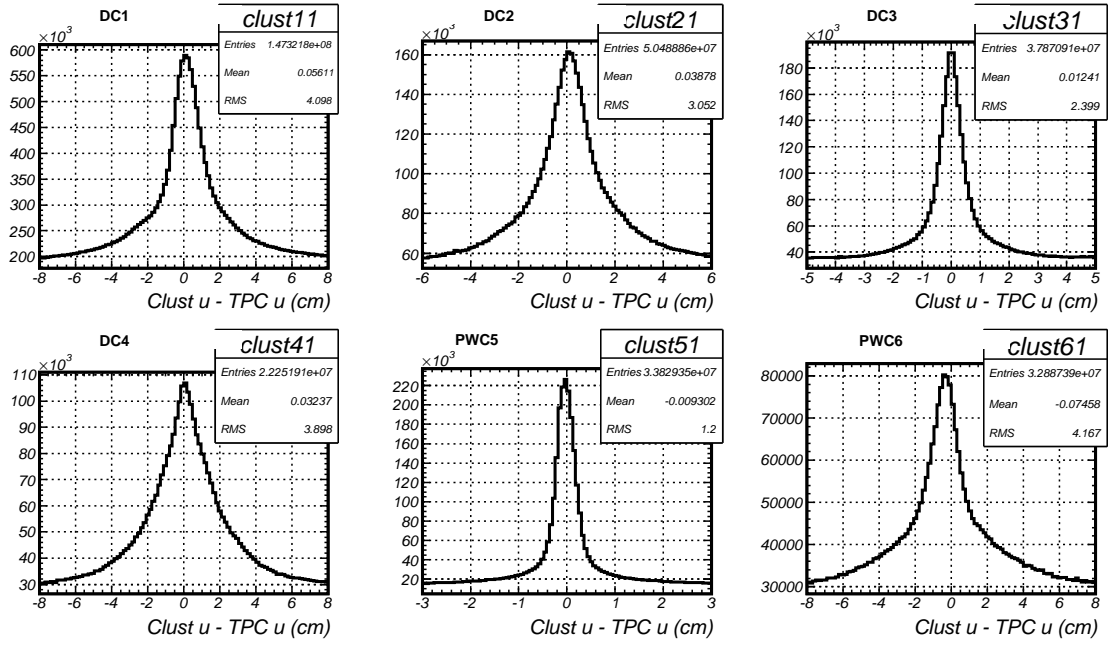 DC1
×10³
clust11
Entries 1.473218e+08
Mean 0.05611
RMS 4.098
600
550
500
450
400
350
300
250
200
-8 -6 -4 -2 0 2 4 6 8
Clust u - TPC u (cm)
DC2
×10³
clust21
Entries 5.048886e+07
Mean 0.03878
RMS 3.052
160
140
120
100
80
60
-6 -4 -2 0 2 4 6
Clust u - TPC u (cm)
DC3
×10³
clust31
Entries 3.787091e+07
Mean 0.01241
RMS 2.399
180
160
140
120
100
80
60
40
-5 -4 -3 -2 -1 0 1 2 3 4 5
Clust u - TPC u (cm)
DC4
×10³
clust41
Entries 2.225191e+07
Mean 0.03237
RMS 3.898
110
100
90
80
70
60
50
40
30
-8 -6 -4 -2 0 2 4 6 8
Clust u - TPC u (cm)
PWC5
×10³
clust51
Entries 3.382935e+07
Mean -0.009302
RMS 1.2
220
200
180
160
140
120
100
80
60
40
20
-3 -2 -1 0 1 2 3
Clust u - TPC u (cm)
PWC6
clust61
Entries 3.288739e+07
Mean -0.07458
RMS 4.167
80000
70000
60000
50000
40000
30000
-8 -6 -4 -2 0 2 4 6 8
Clust u - TPC u (cm)